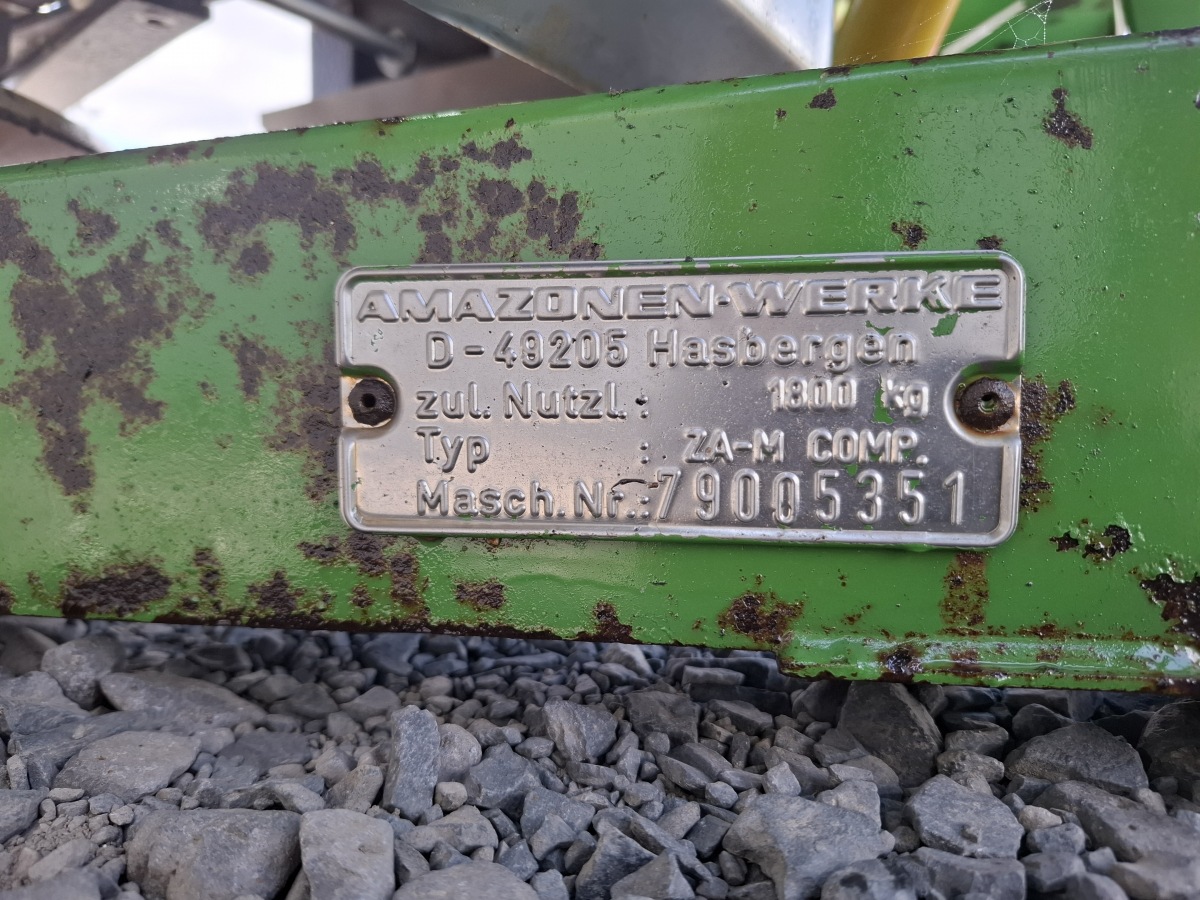 AMAZONEN-WERKE
D-49205 Hasbergen
zul. Nutzl. : 1800 kg
Typ : ZA-M COMP.
Masch.Nr.: 79005351